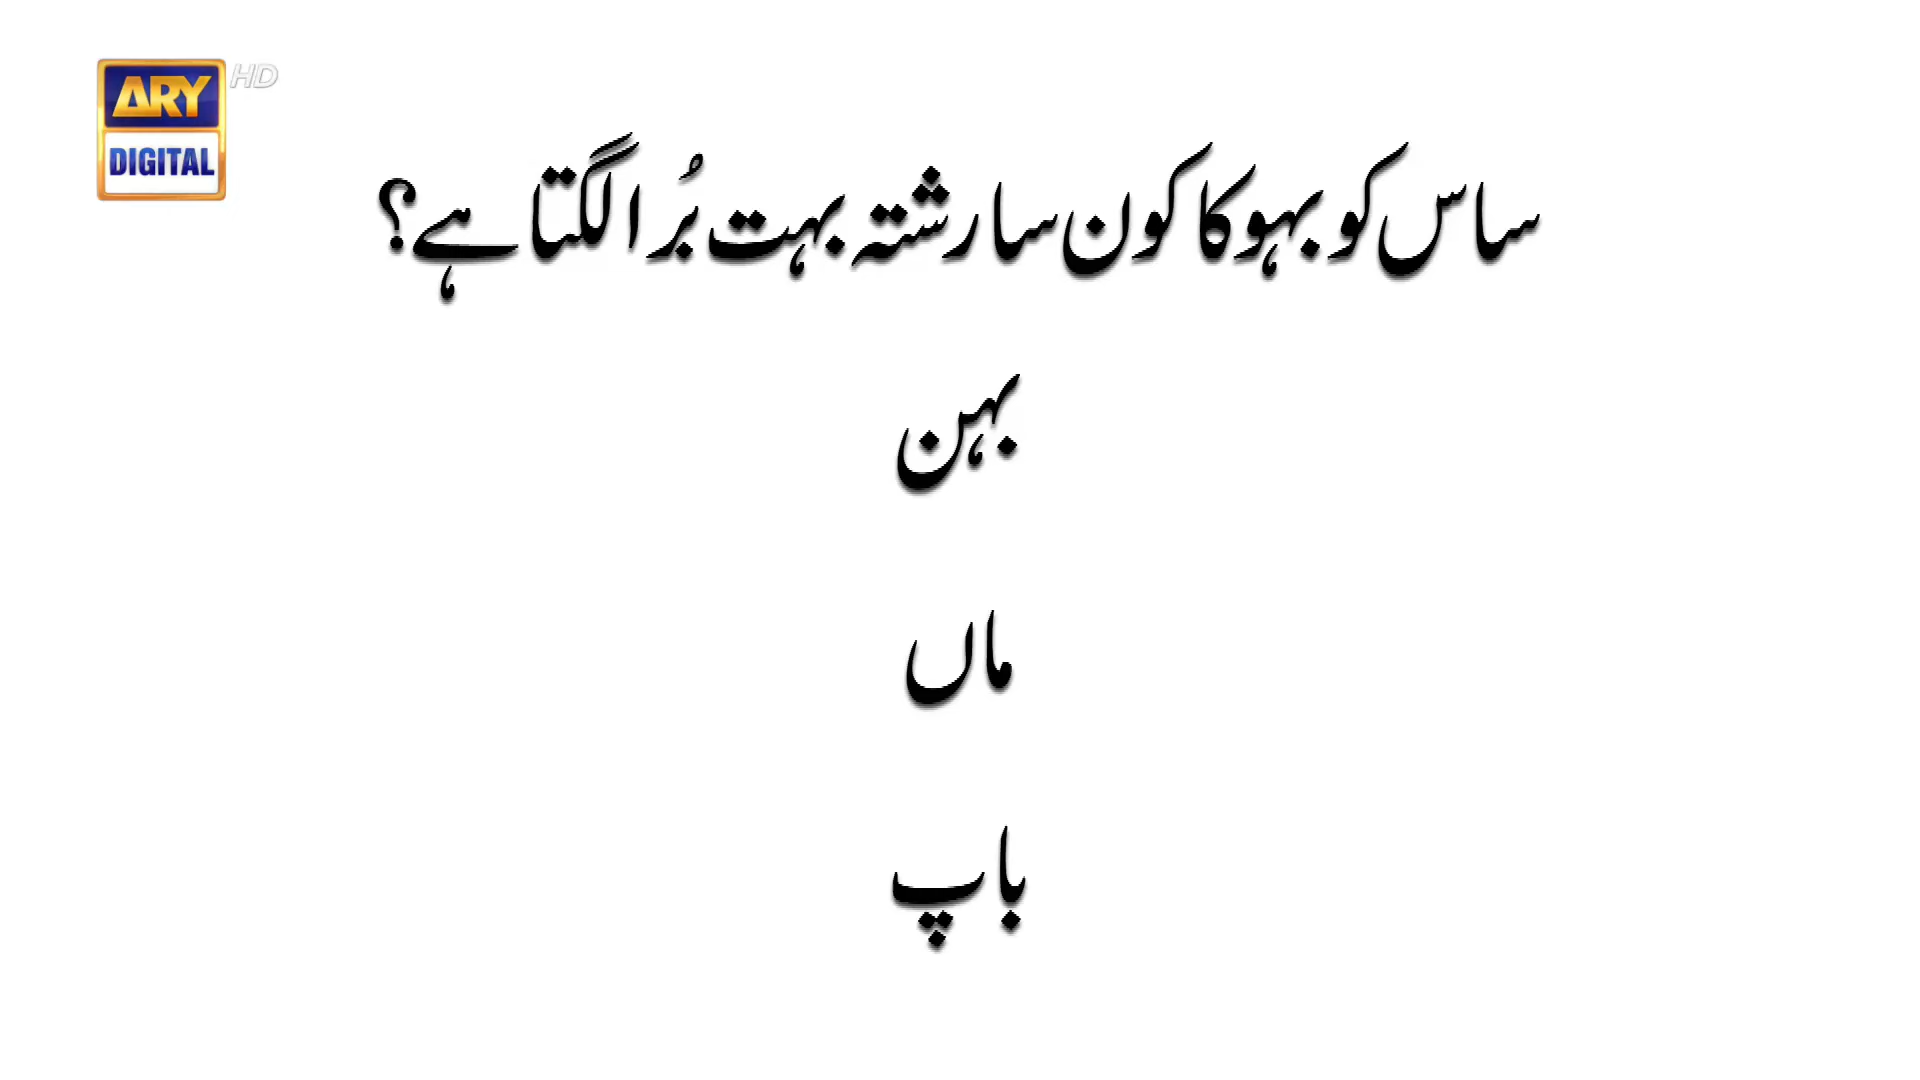 ARY HD
DIGITAL
ساس کو بہو کا کون سا رشتہ بہت بُرا لگتا ہے؟
بہن
ماں
باپ